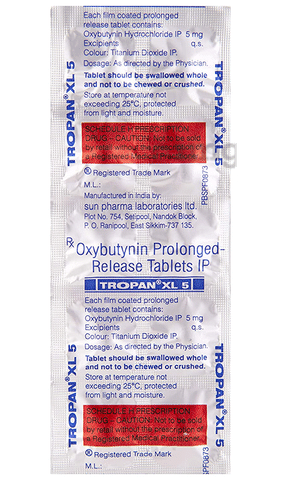 Each film coated prolonged
release tablet contains:
Oxybutynin Hydrochloride IP 5 mg
Excipients q.s.
Colour: Titanium Dioxide IP.
Dosage: As directed by the Physician.
Tablet should be swallowed whole
and not to be chewed or crushed.
Store at temperature not
exceeding 25°C, protected
from light and moisture.
TROPAN® XL 5
SCHEDULE H PRESCRIPTION
DRUG – CAUTION: Not to be sold
by retail without the prescription of
a Registered Medical Practitioner.
® Registered Trade Mark
M.L.:
Manufactured in India by:
sun pharma laboratories ltd.
Plot No. 754, Setipool, Nandok Block,
P. O. Ranipool, East Sikkim-737 135.
PBSPF0873
Rx Oxybutynin Prolonged-
Release Tablets IP
TROPAN® XL 5
Each film coated prolonged
release tablet contains:
Oxybutynin Hydrochloride IP 5 mg
Excipients q.s.
Colour: Titanium Dioxide IP.
Dosage: As directed by the Physician.
Tablet should be swallowed whole
and not to be chewed or crushed.
Store at temperature not
exceeding 25°C, protected
from light and moisture.
TROPAN® XL 5
XL 5
SCHEDULE H PRESCRIPTION
DRUG – CAUTION: Not to be sold
by retail without the prescription of
a Registered Medical Practitioner.
® Registered Trade Mark
M.L.:
SPF0873